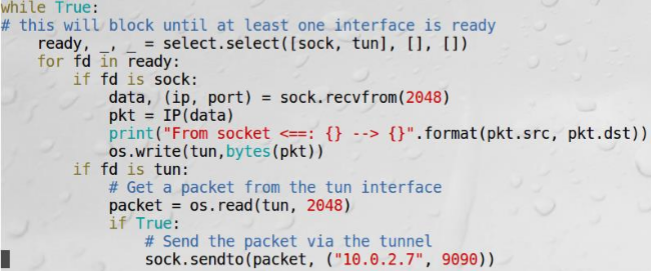 while True:
# this will block until at least one interface is ready
    ready, _, _ = select.select([sock, tun], [], [])
    for fd in ready:
        if fd is sock:
            data, (ip, port) = sock.recvfrom(2048)
            pkt = IP(data)
            print("From socket <==: {} --> {}".format(pkt.src, pkt.dst))
            os.write(tun,bytes(pkt))
        if fd is tun:
            # Get a packet from the tun interface
            packet = os.read(tun, 2048)
            if True:
                # Send the packet via the tunnel
                sock.sendto(packet, ("10.0.2.7", 9090))